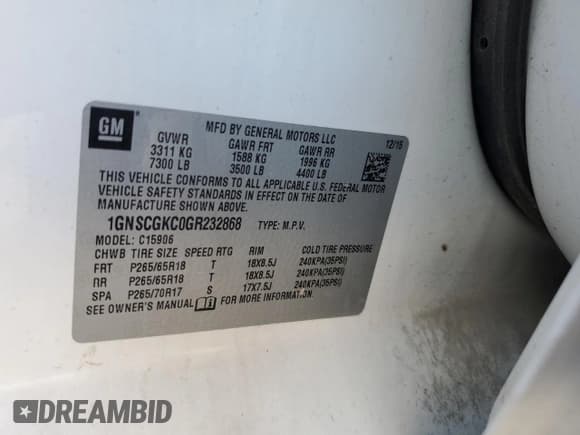 GM
MFD BY GENERAL MOTORS LLC
12/15
GVWR GAWR FRT GAWR RR
3311 KG 1588 KG 1996 KG
7300 LB 3500 LB 4400 LB
THIS VEHICLE CONFORMS TO ALL APPLICABLE U.S. FEDERAL MOTOR
VEHICLE SAFETY STANDARDS IN EFFECT ON THE DATE OF
MANUFACTURE SHOWN ABOVE.
1GNSCGKC0GR232868 TYPE: M.P.V.
MODEL: C15906
CHWB TIRE SIZE SPEED RTG RIM COLD TIRE PRESSURE
FRT P265/65R18 T 18X8.5J 240KPA(35PSI)
RR P265/65R18 T 18X8.5J 240KPA(35PSI)
SPA P265/70R17 S 17X7.5J 240KPA(35PSI)
SEE OWNER'S MANUAL FOR MORE INFORMATION.
DREAMBID